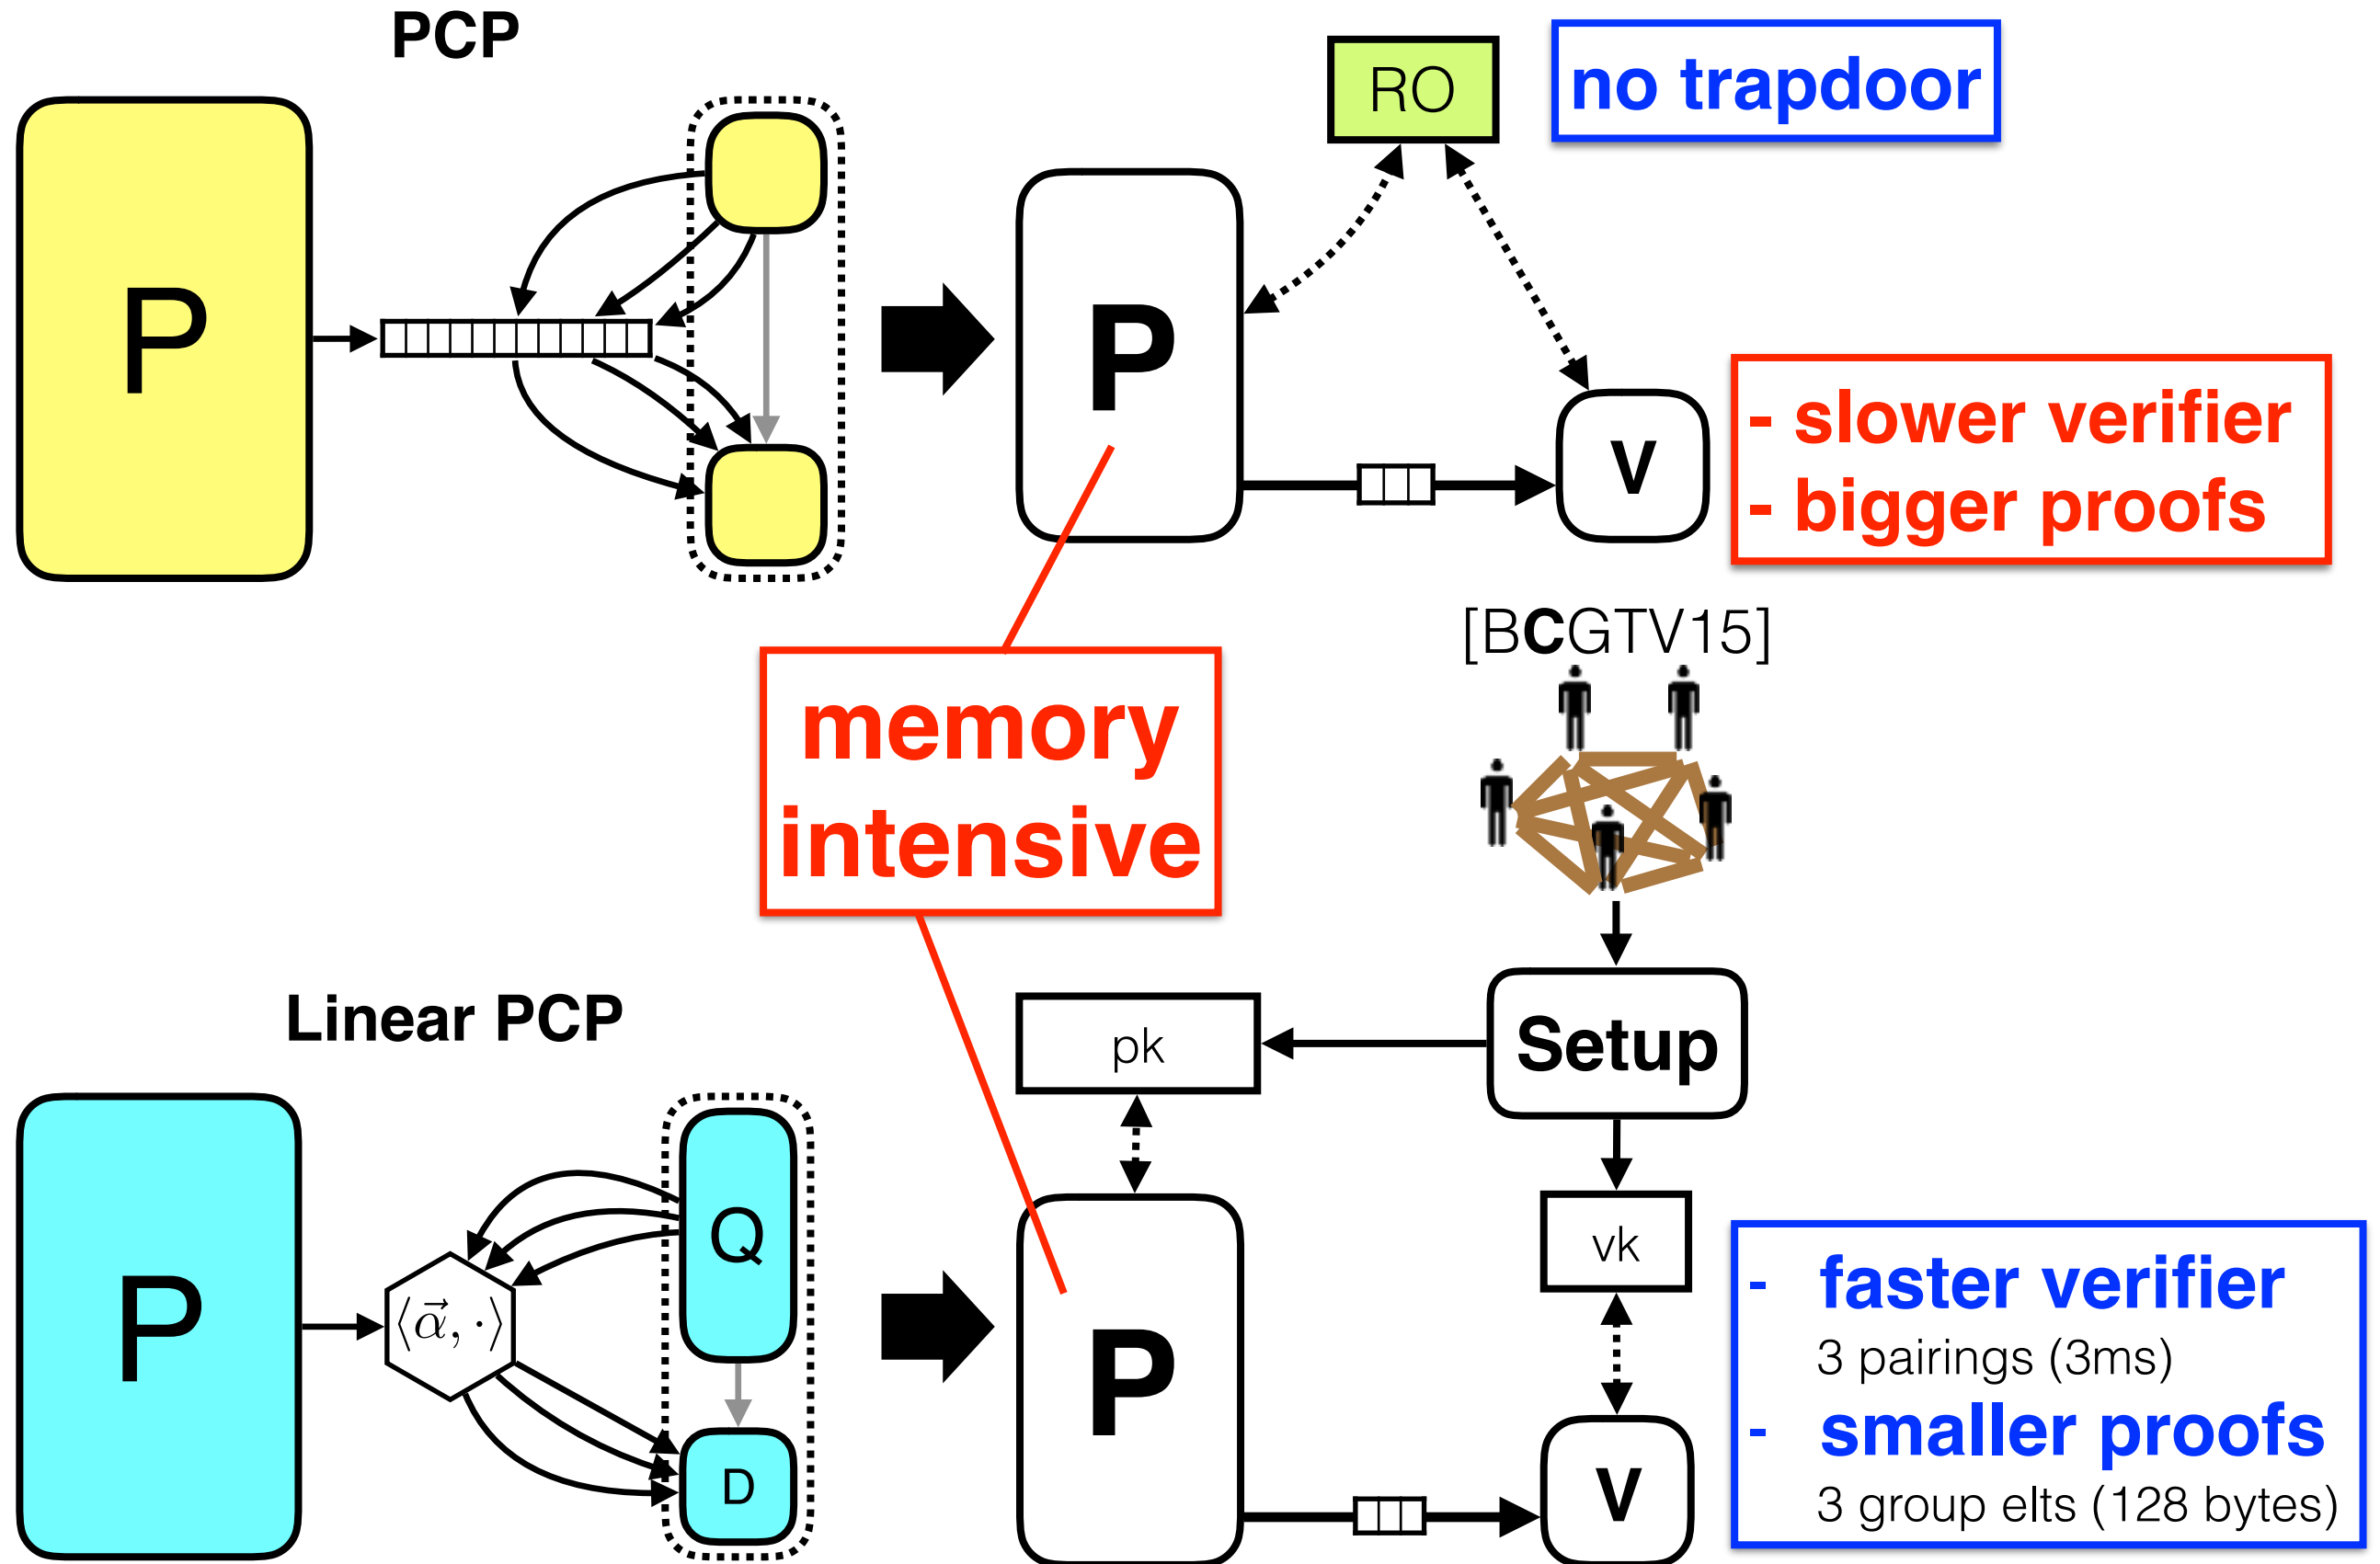 PCP
RO
no trapdoor
P
P
V
- slower verifier
- bigger proofs
[BCGTV15]
memory
intensive
Linear PCP
pk
Setup
vk
P
Q
⟨α⃗, ·⟩
D
P
V
- faster verifier
3 pairings (3ms)
- smaller proofs
3 group elts (128 bytes)